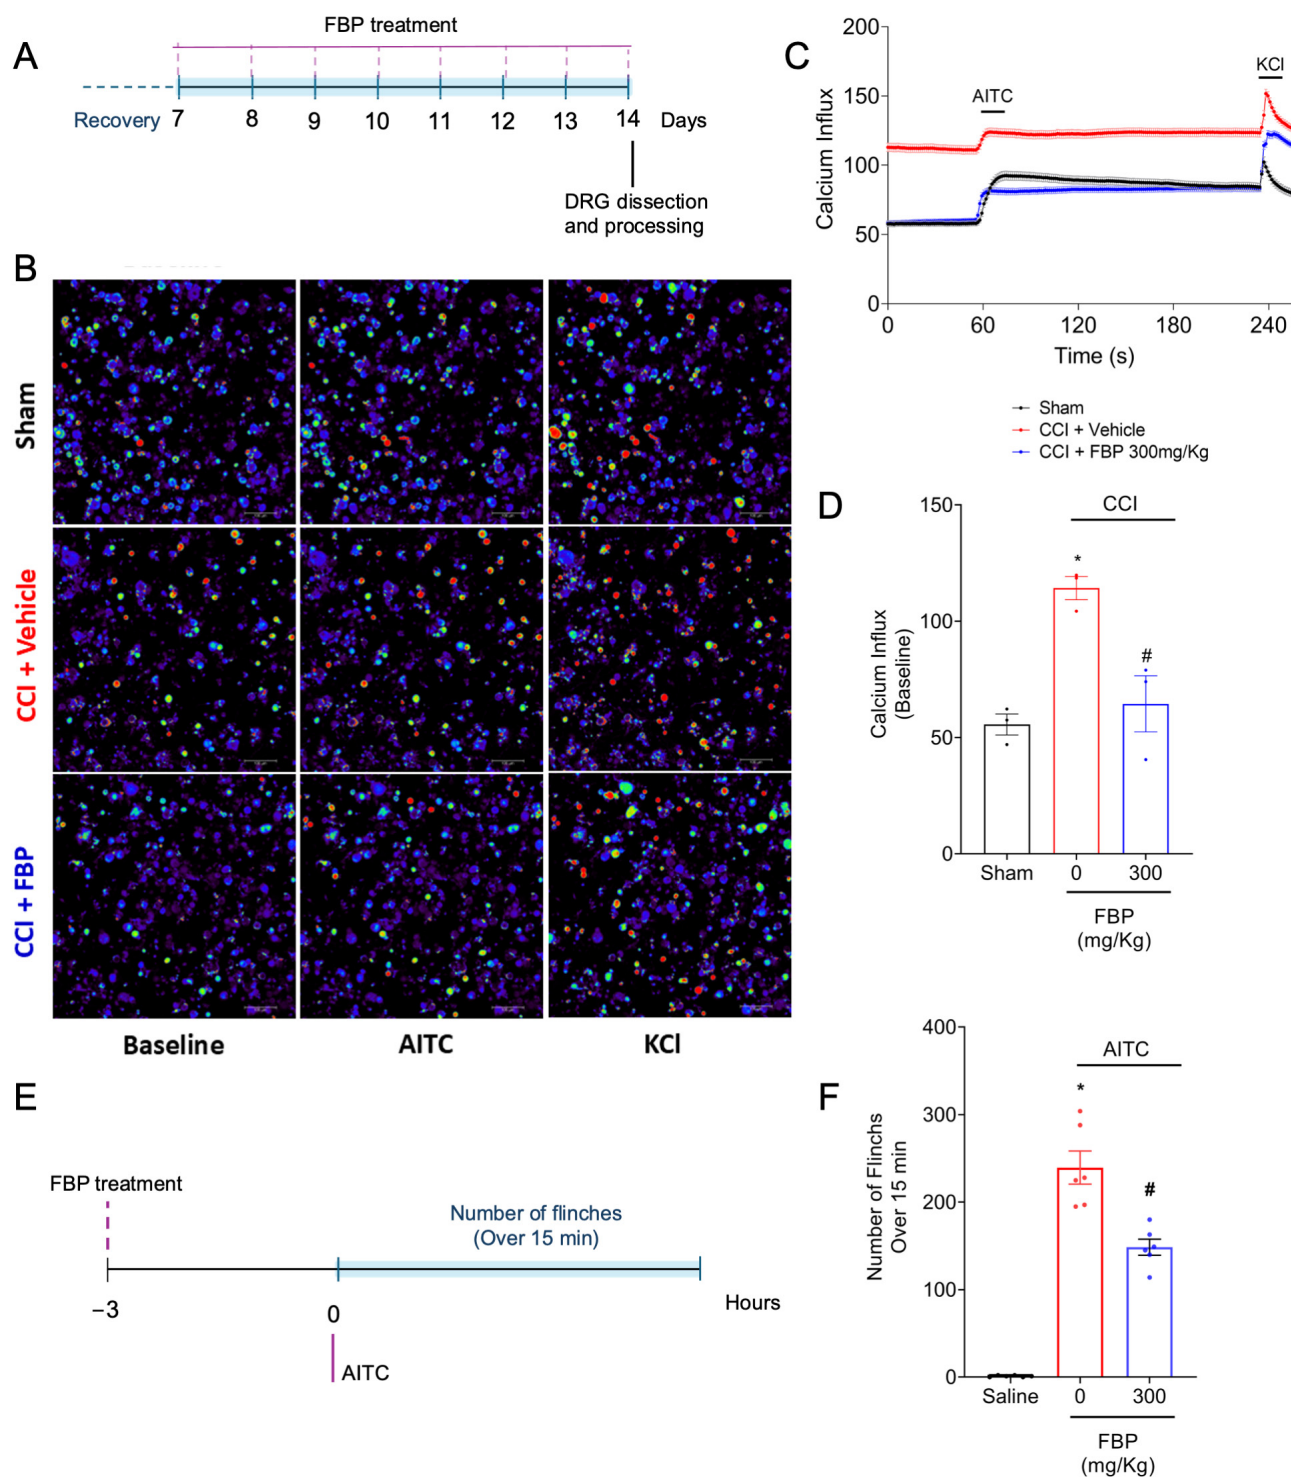 A
FBP treatment
Recovery
7
8
9
10
11
12
13
14
Days
DRG dissection
and processing
B
Sham
CCI + Vehicle
CCI + FBP
Baseline
AITC
KCl
C
Calcium Influx
200
150
100
50
0
AITC
KCl
0
60
120
180
240
Time (s)
Sham
CCI + Vehicle
CCI + FBP 300mg/Kg
D
Calcium Influx
(Baseline)
150
100
50
0
CCI
*
#
Sham
0
300
FBP
(mg/Kg)
E
FBP treatment
Number of flinches
(Over 15 min)
−3
0
Hours
AITC
F
Number of Flinchs
Over 15 min
400
300
200
100
0
AITC
*
#
Saline
0
300
FBP
(mg/Kg)